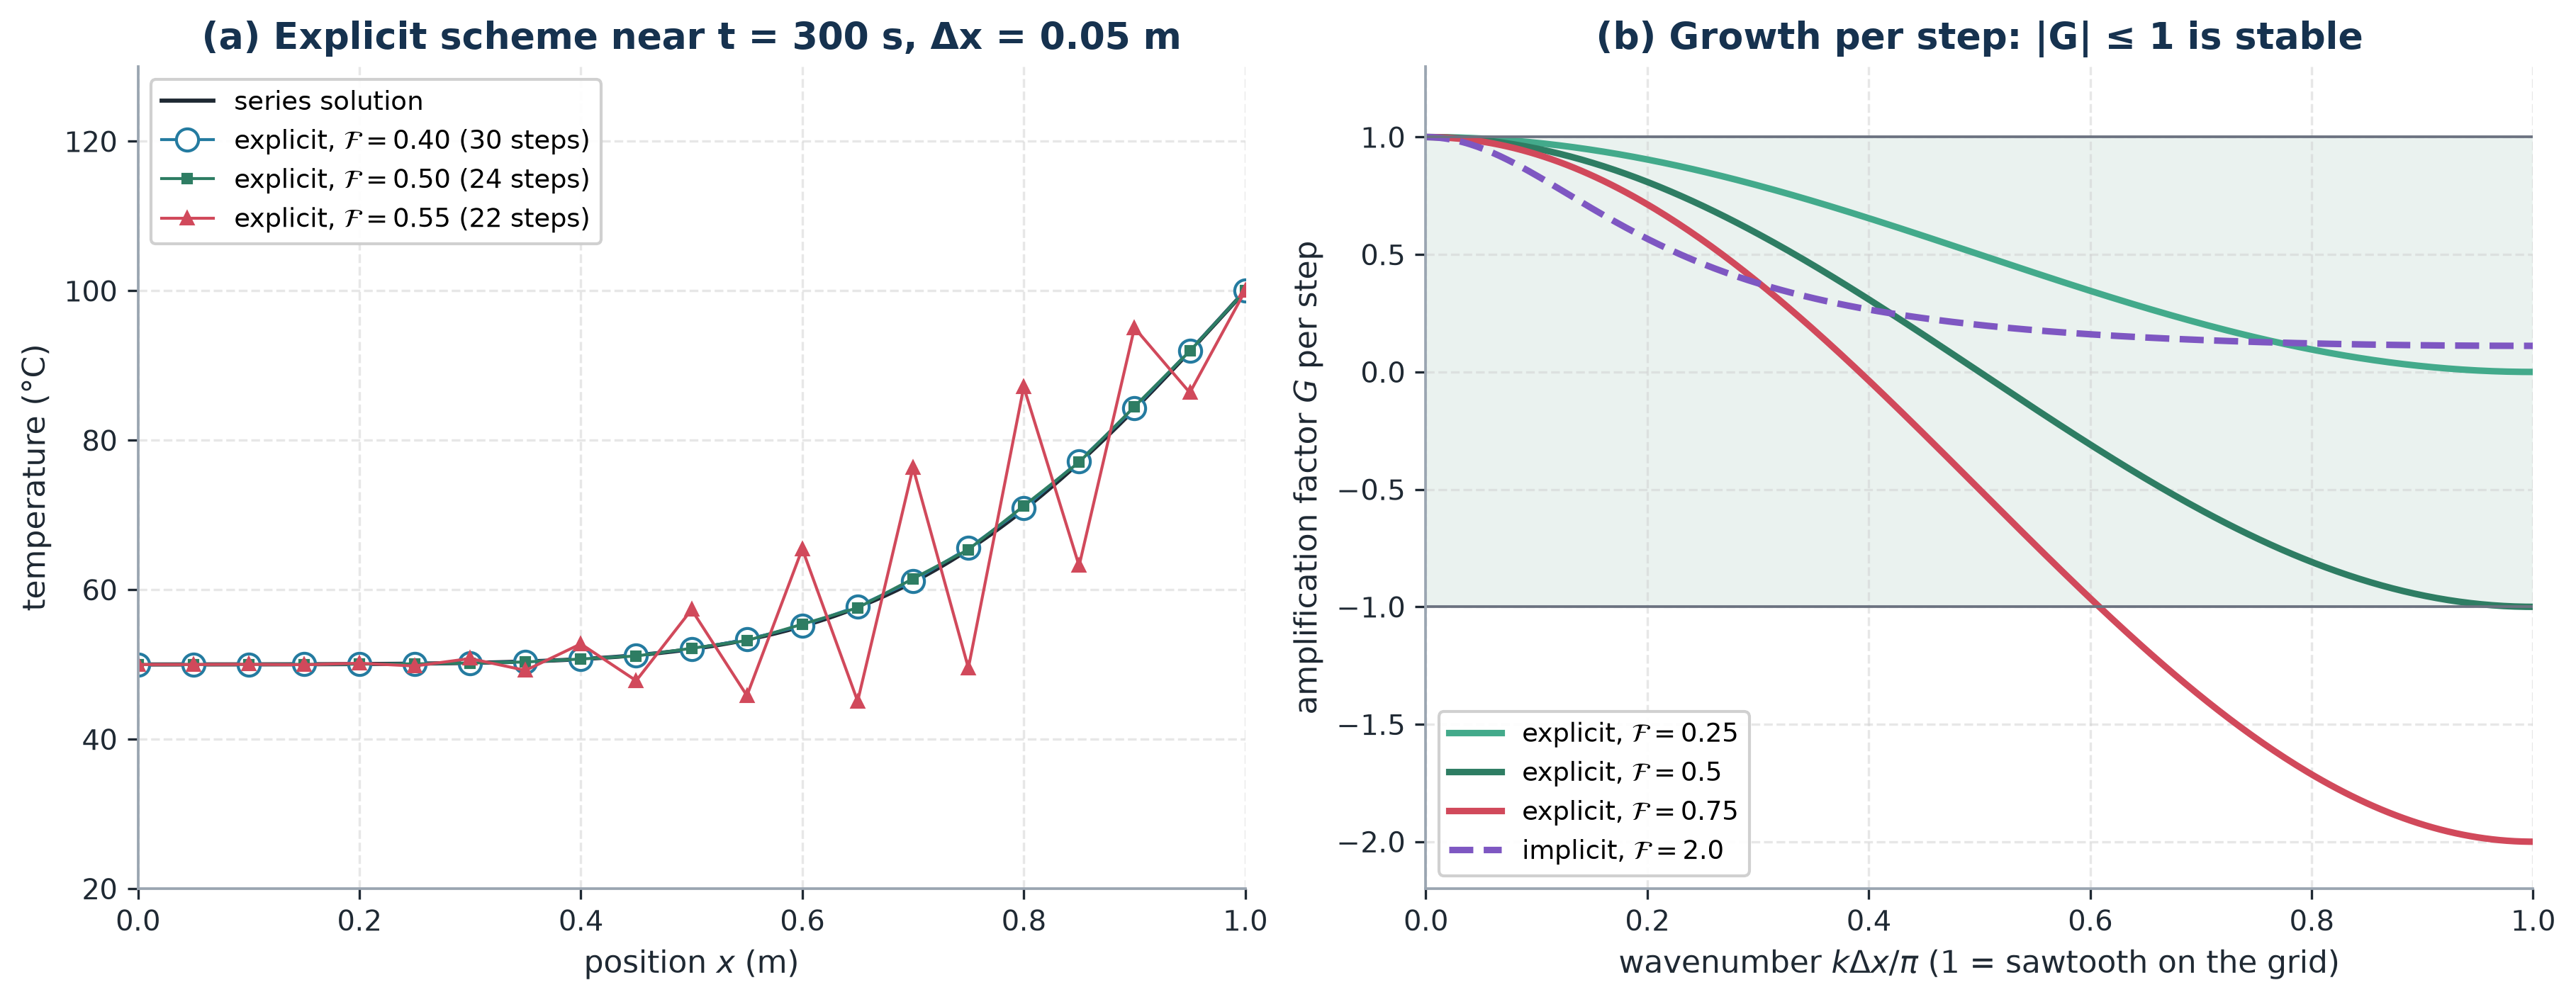 (a) Explicit scheme near t = 300 s, Δx = 0.05 m
series solution
explicit, ℱ = 0.40 (30 steps)
explicit, ℱ = 0.50 (24 steps)
explicit, ℱ = 0.55 (22 steps)
temperature (°C)
120
100
80
60
40
20
0.0 0.2 0.4 0.6 0.8 1.0
position x (m)
(b) Growth per step: |G| ≤ 1 is stable
amplification factor G per step
1.0
0.5
0.0
−0.5
−1.0
−1.5
−2.0
explicit, ℱ = 0.25
explicit, ℱ = 0.5
explicit, ℱ = 0.75
implicit, ℱ = 2.0
0.0 0.2 0.4 0.6 0.8 1.0
wavenumber kΔx/π (1 = sawtooth on the grid)